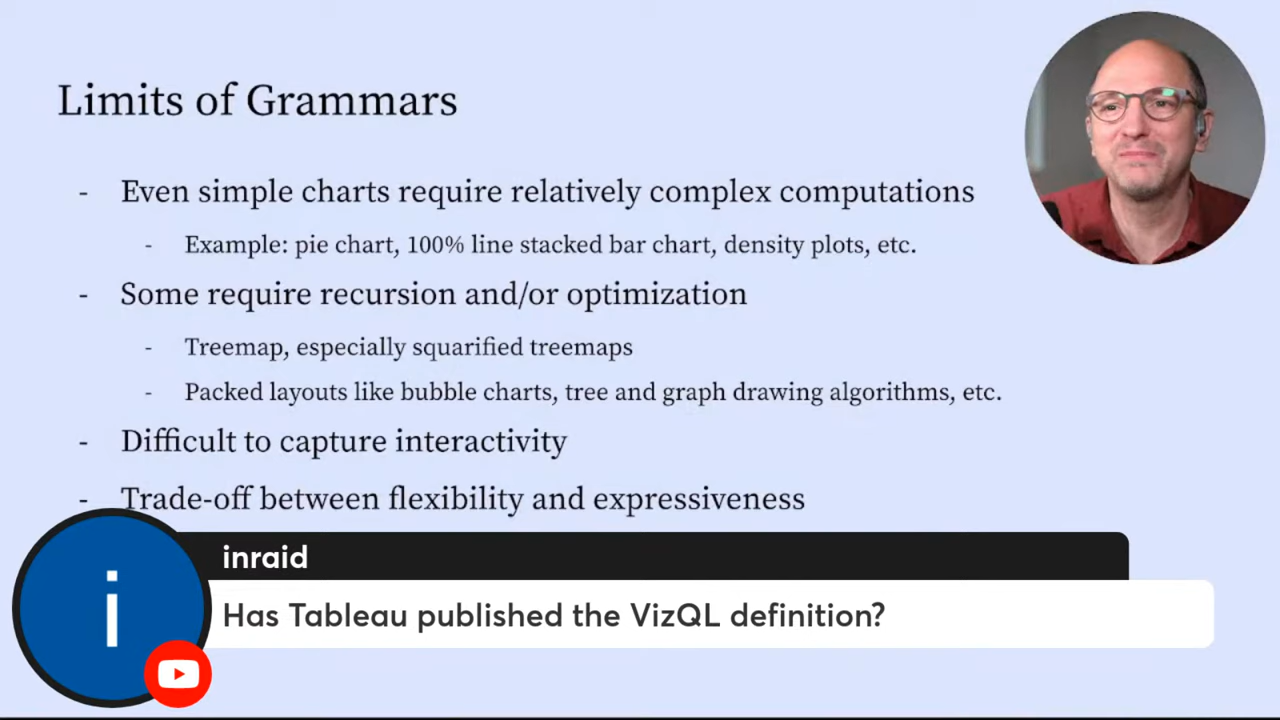 Limits of Grammars
- Even simple charts require relatively complex computations
- Example: pie chart, 100% line stacked bar chart, density plots, etc.
- Some require recursion and/or optimization
- Treemap, especially squarified treemaps
- Packed layouts like bubble charts, tree and graph drawing algorithms, etc.
- Difficult to capture interactivity
- Trade-off between flexibility and expressiveness
i
inraid
Has Tableau published the VizQL definition?